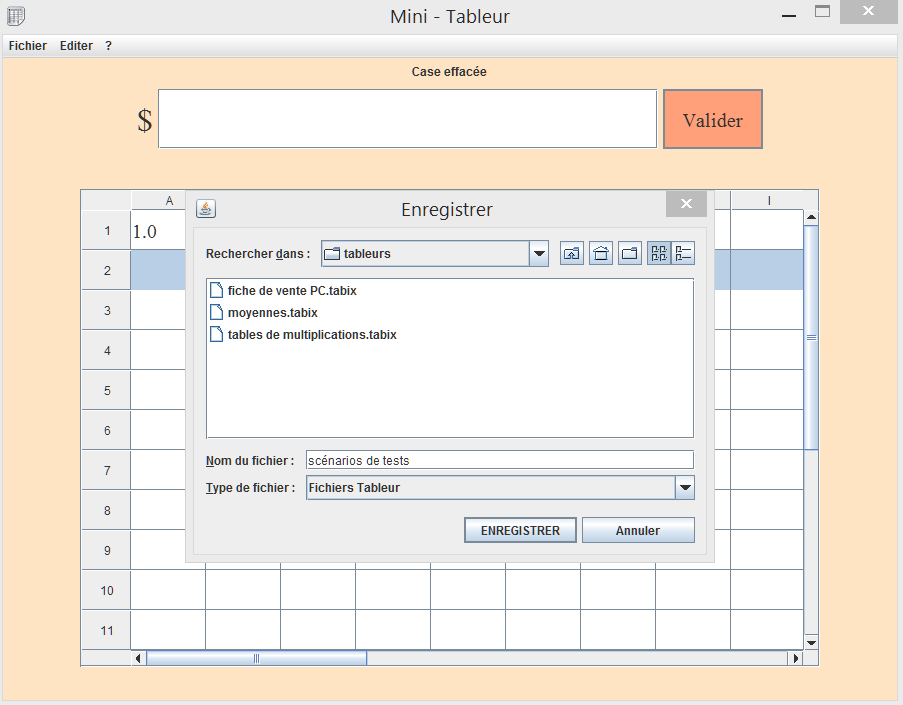 Mini - Tableur
Fichier Editer ?
Case effacée
$ Valider
A I
Enregistrer
1 1.0
Rechercher dans : tableurs
2
fiche de vente PC.tabix
3 moyennes.tabix
tables de multiplications.tabix
4
5
6
Nom du fichier : scénarios de tests
7
Type de fichier : Fichiers Tableur
8
ENREGISTRER Annuler
9
10
11